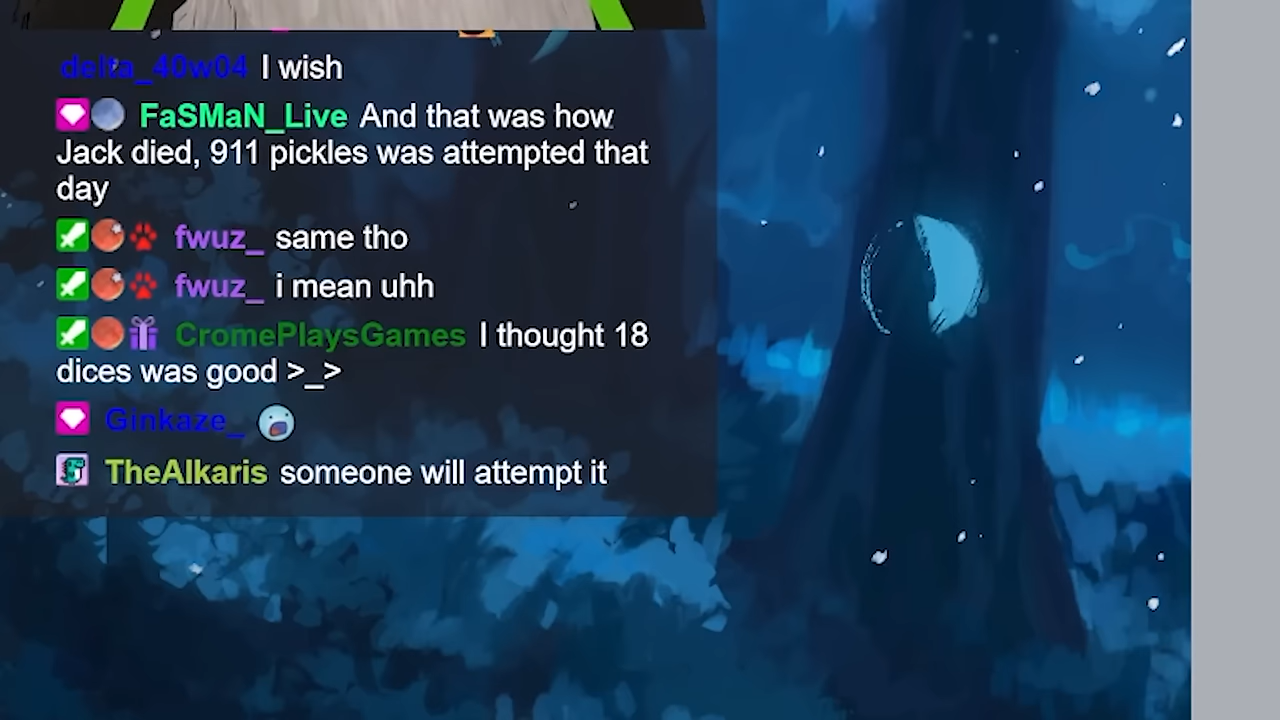 delta_40w04 I wish
FaSMaN_Live And that was how
Jack died, 911 pickles was attempted that
day
fwuz_ same tho
fwuz_ i mean uhh
CromePlaysGames I thought 18
dices was good >_>
Ginkaze_
TheAlkaris someone will attempt it